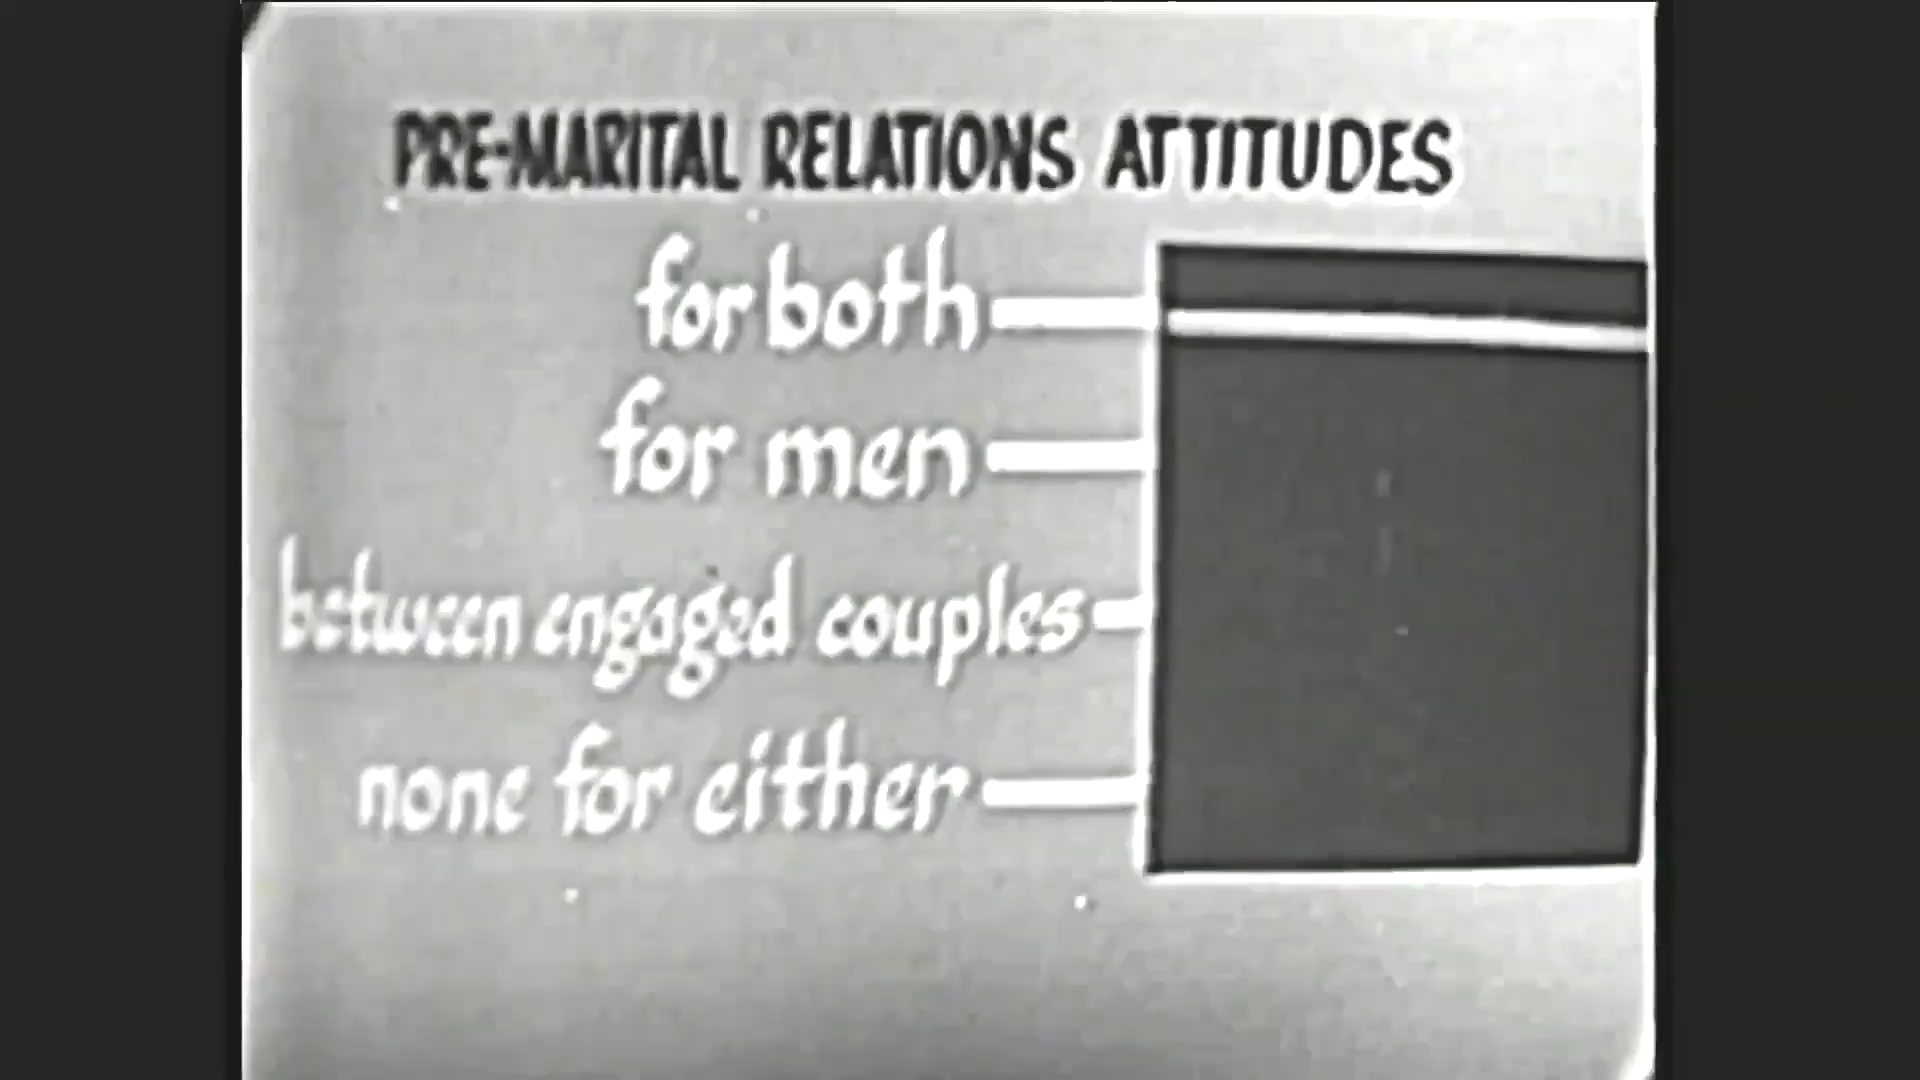 PRE-MARITAL RELATIONS ATTITUDES
for both
for men
between engaged couples
none for either